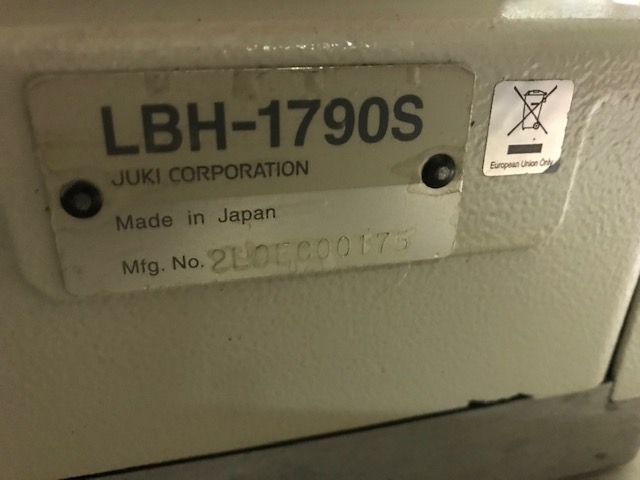 LBH-1790S
JUKI CORPORATION
Made in Japan
Mfg. No.
European Union Only